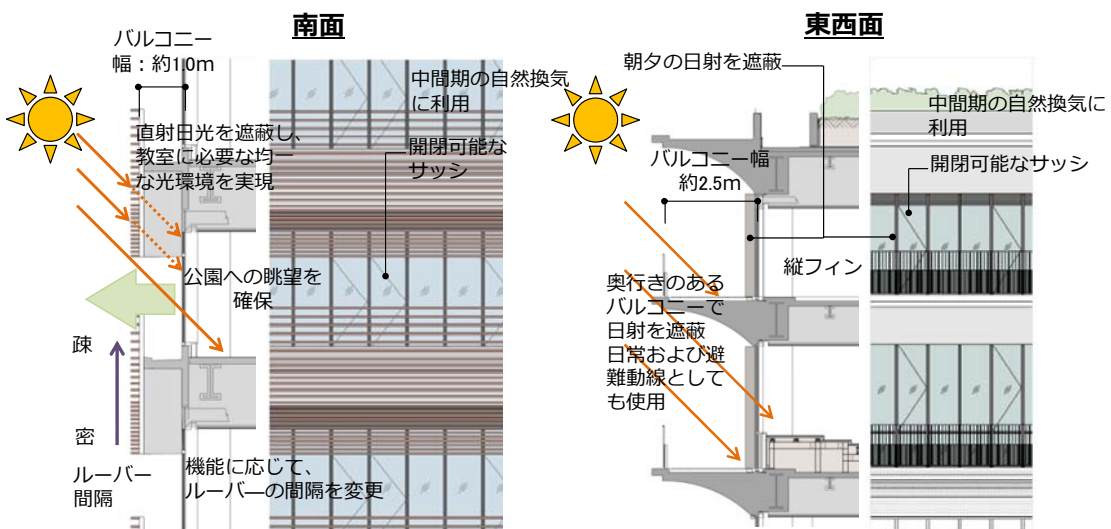 南面
バルコニー
幅：約1.0m
中間期の自然換気
に利用
直射日光を遮蔽し、
教室に必要な均一
な光環境を実現
開閉可能な
サッシ
公園への眺望を
確保
疎
密
ルーバー
間隔
機能に応じて、
ルーバーの間隔を変更
東西面
朝夕の日射を遮蔽
中間期の自然換気に
利用
バルコニー幅
約2.5m
開閉可能なサッシ
縦フィン
奥行きのある
バルコニーで
日射を遮蔽
日常および避
難動線として
も使用